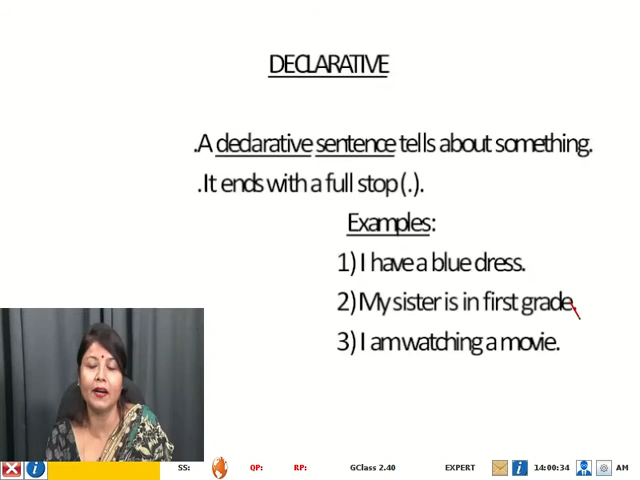 DECLARATIVE
.A declarative sentence tells about something.
.It ends with a full stop (.).
Examples:
1) I have a blue dress.
2) My sister is in first grade.
3) I am watching a movie.
SS: QP: RP: GClass 2.40 EXPERT 14:00:34 AM